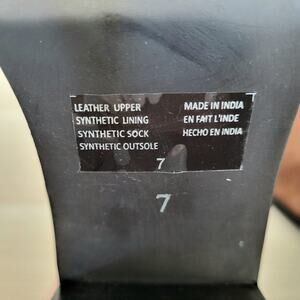 LEATHER UPPER MADE IN INDIA
SYNTHETIC LINING EN FAIT L'INDE
SYNTHETIC SOCK HECHO EN INDIA
SYNTHETIC OUTSOLE
7
7